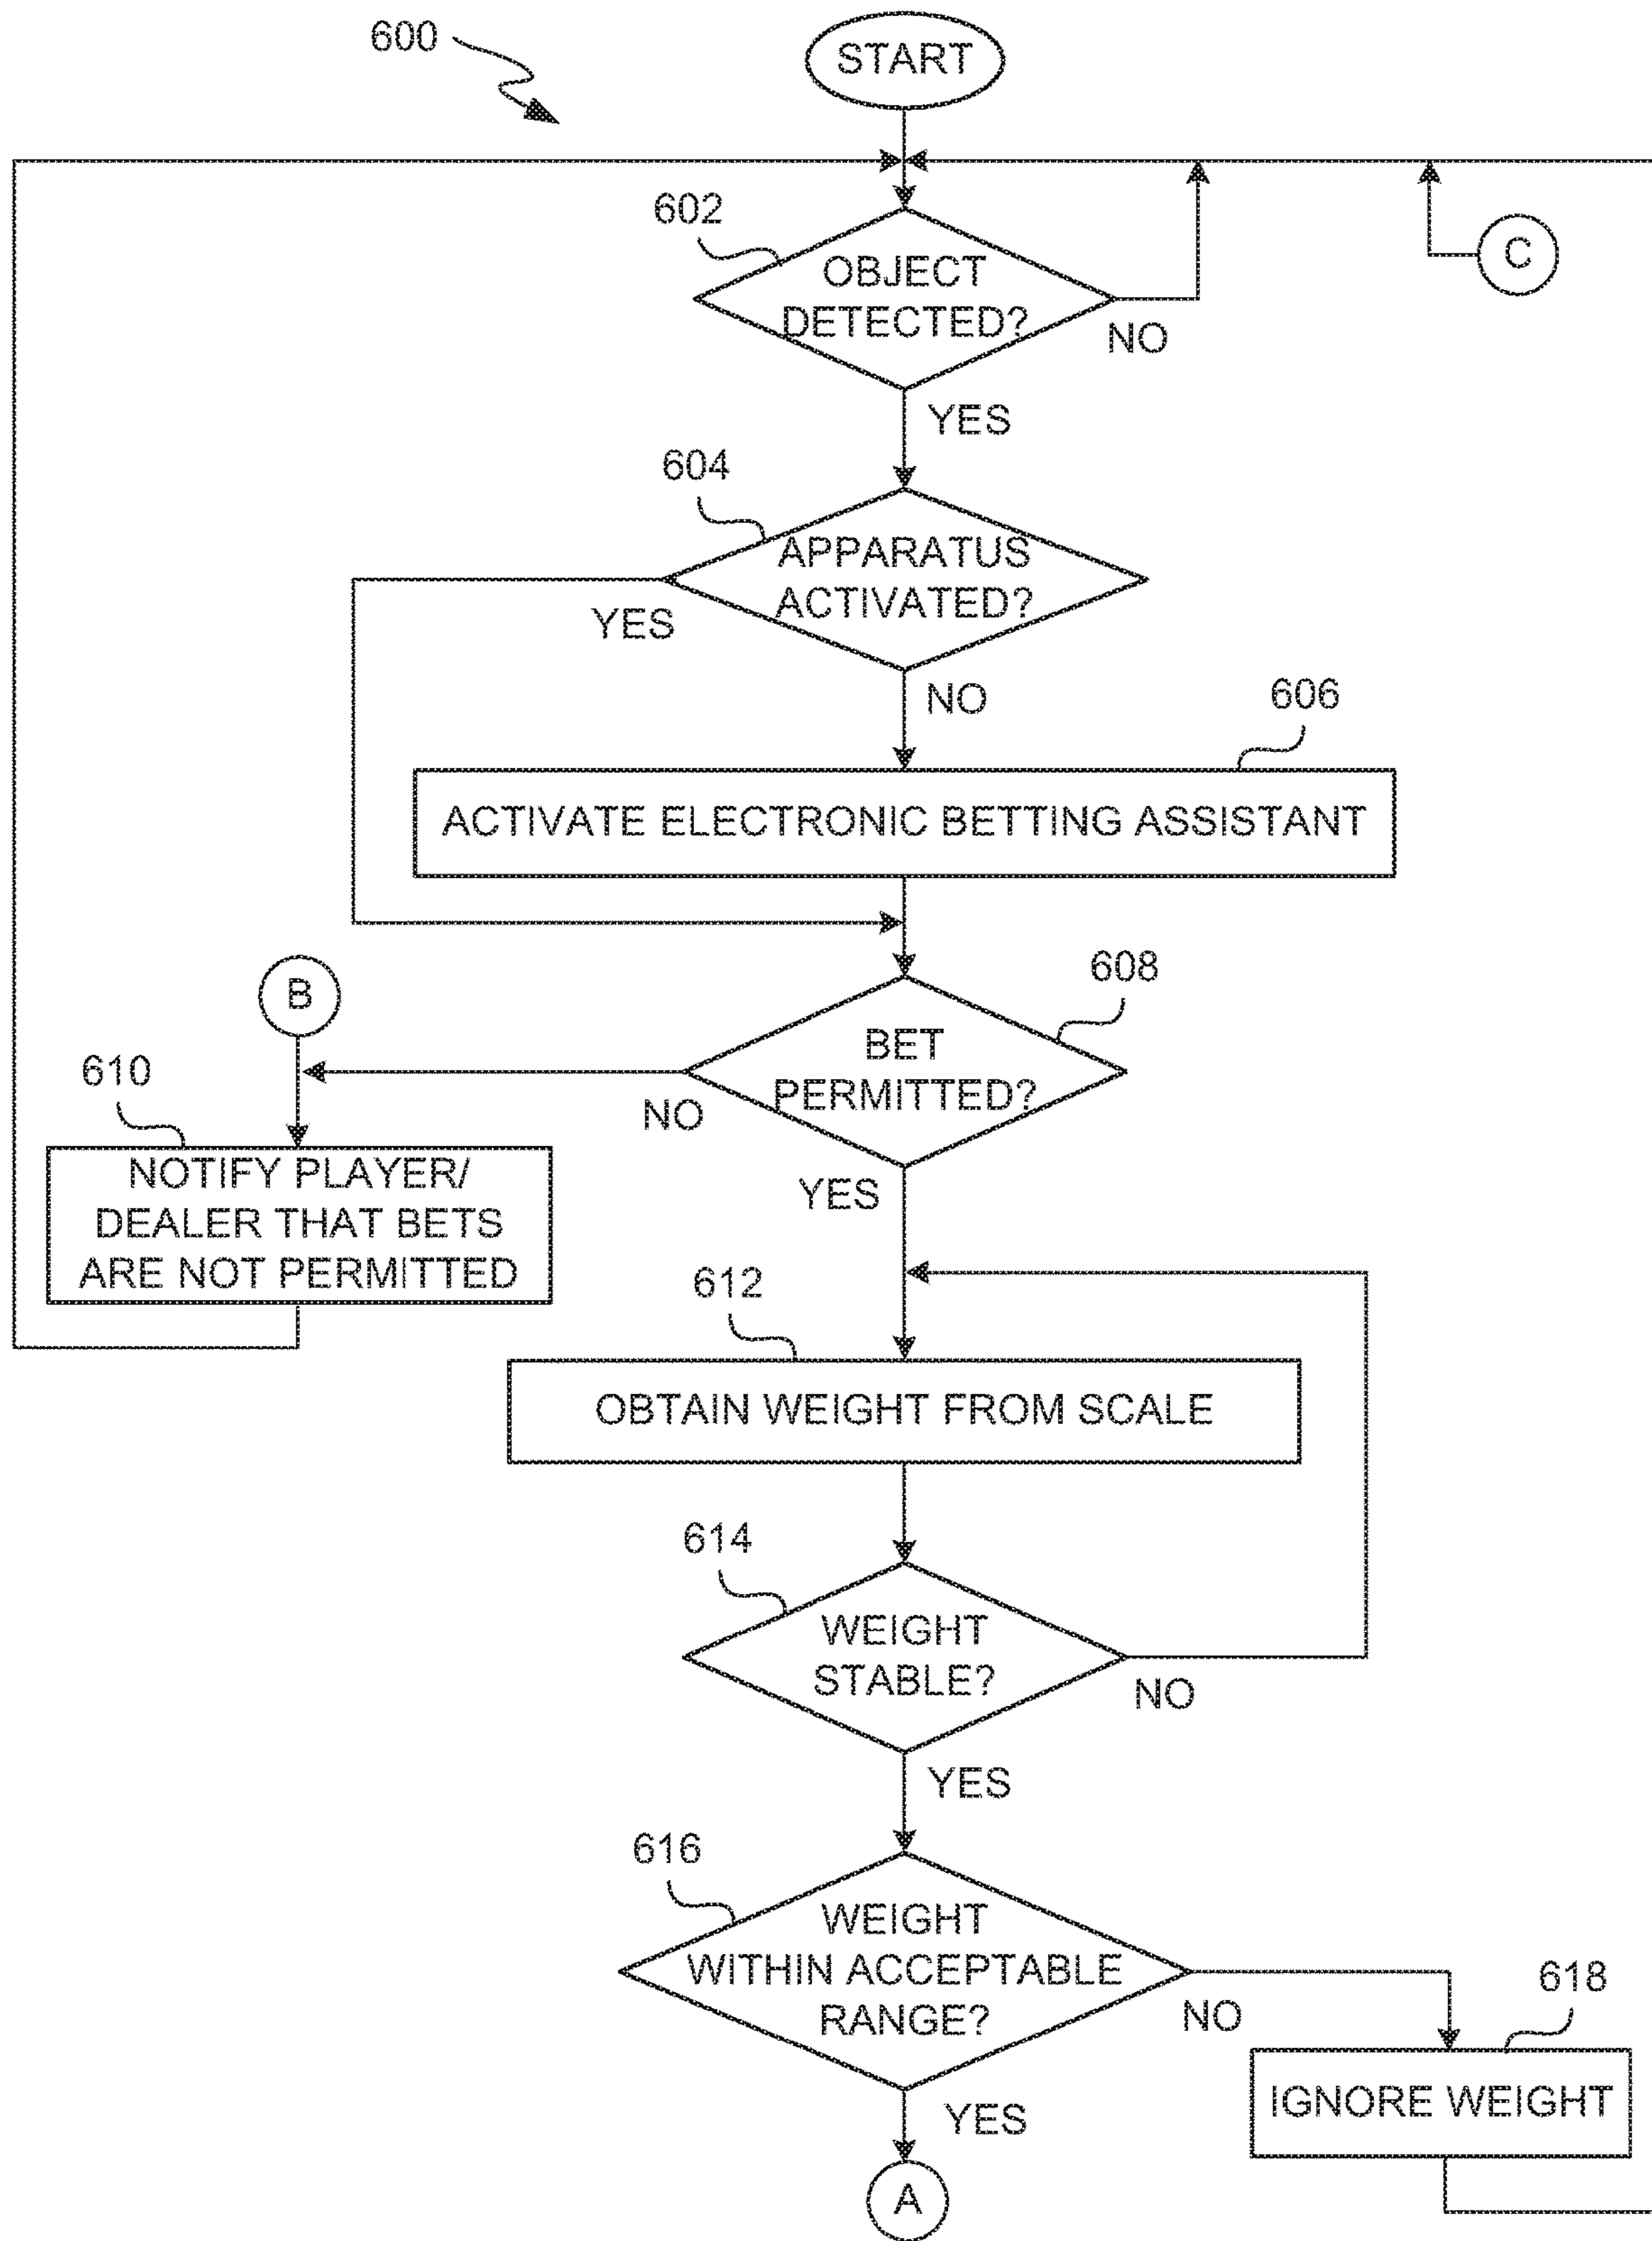 600
START
602
OBJECT
DETECTED?
NO
C
YES
604
APPARATUS
ACTIVATED?
YES
NO
606
ACTIVATE ELECTRONIC BETTING ASSISTANT
B
608
BET
PERMITTED?
610
NO
NOTIFY PLAYER/
DEALER THAT BETS
ARE NOT PERMITTED
YES
612
OBTAIN WEIGHT FROM SCALE
614
WEIGHT
STABLE?
NO
YES
616
WEIGHT
WITHIN ACCEPTABLE
RANGE?
NO
618
IGNORE WEIGHT
YES
A